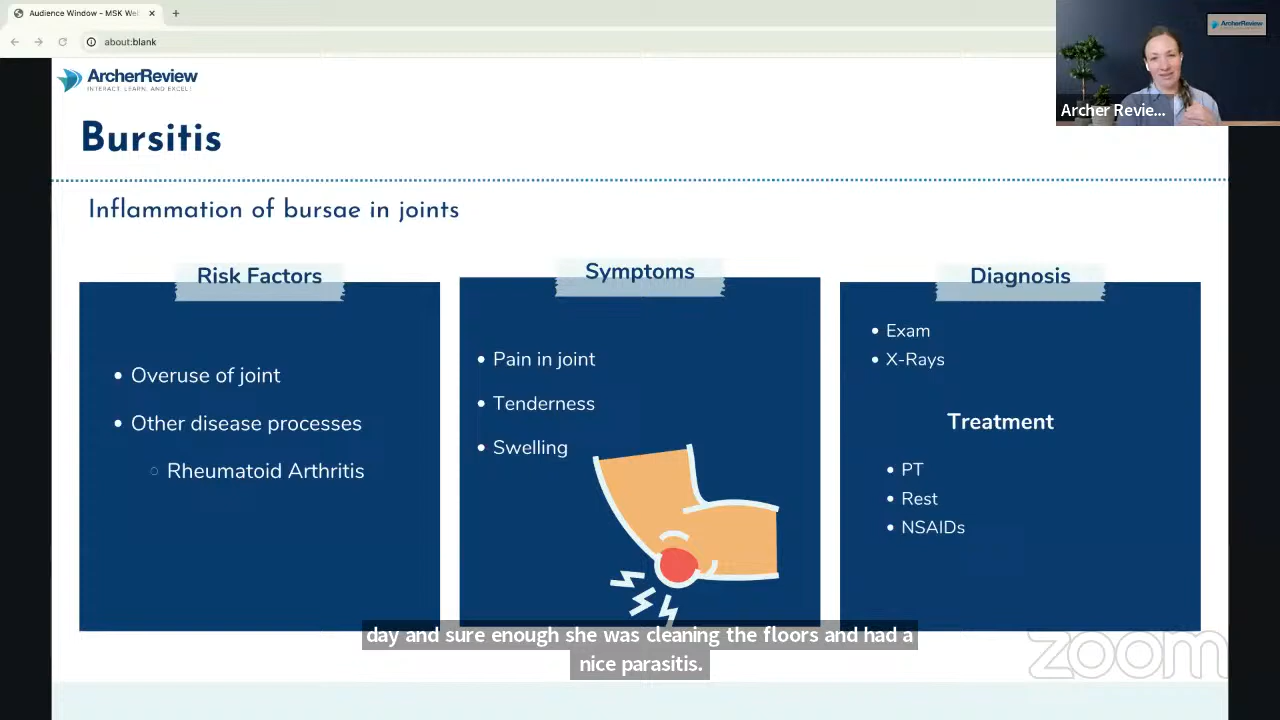 Audience Window - MSK We
about:blank
ArcherReview
INTERACT, LEARN, AND EXCEL!
ArcherReview
Archer Revie...
Bursitis
Inflammation of bursae in joints
Risk Factors
Overuse of joint
Other disease processes
Rheumatoid Arthritis
Symptoms
Pain in joint
Tenderness
Swelling
Diagnosis
Exam
X-Rays
Treatment
PT
Rest
NSAIDs
day and sure enough she was cleaning the floors and had a
nice parasitis.
zoom